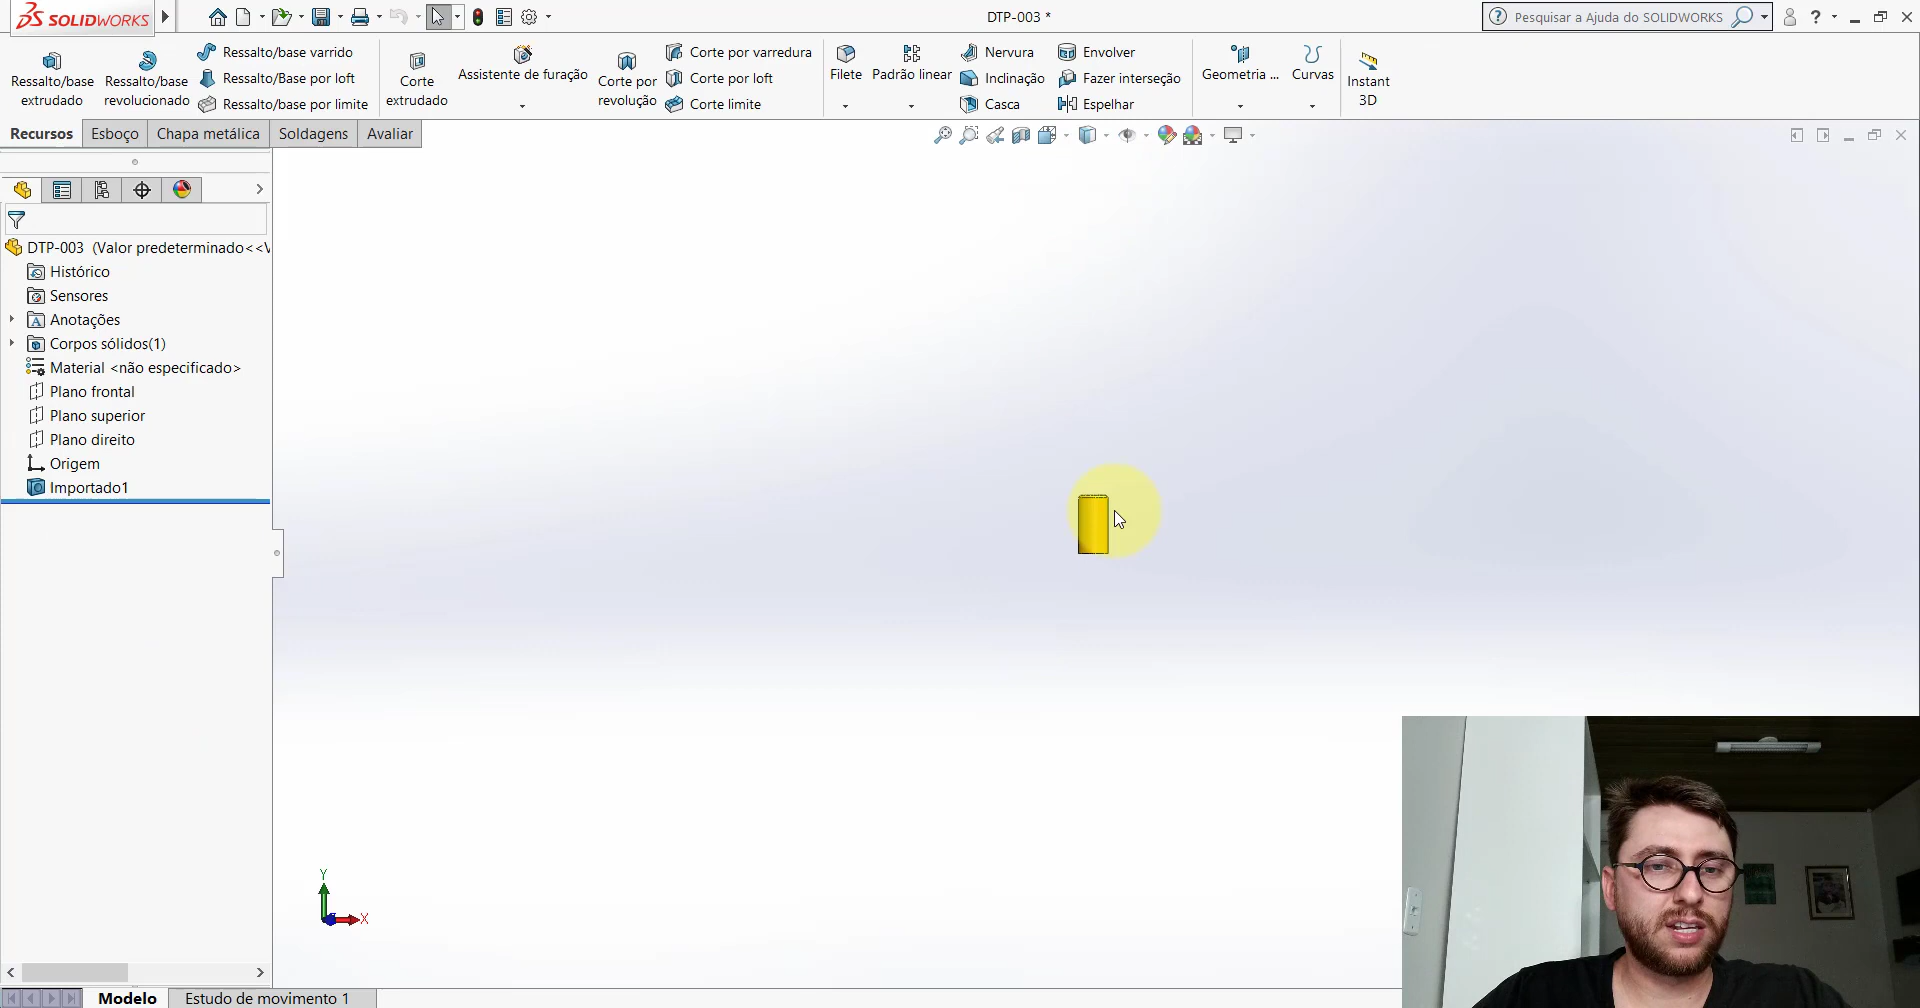 SOLIDWORKS
DTP-003 *
Pesquisar a Ajuda do SOLIDWORKS
Ressalto/base extrudado
Ressalto/base revolucionado
Ressalto/base varrido
Ressalto/Base por loft
Ressalto/base por limite
Corte extrudado
Assistente de furação
Corte por revolução
Corte por varredura
Corte por loft
Corte limite
Filete
Padrão linear
Nervura
Inclinação
Casca
Envolver
Fazer interseção
Espelhar
Geometria ...
Curvas
Instant 3D
Recursos
Esboço
Chapa metálica
Soldagens
Avaliar
DTP-003 (Valor predeterminado<<V
Histórico
Sensores
Anotações
Corpos sólidos(1)
Material <não especificado>
Plano frontal
Plano superior
Plano direito
Origem
Importado1
Y
X
Modelo
Estudo de movimento 1